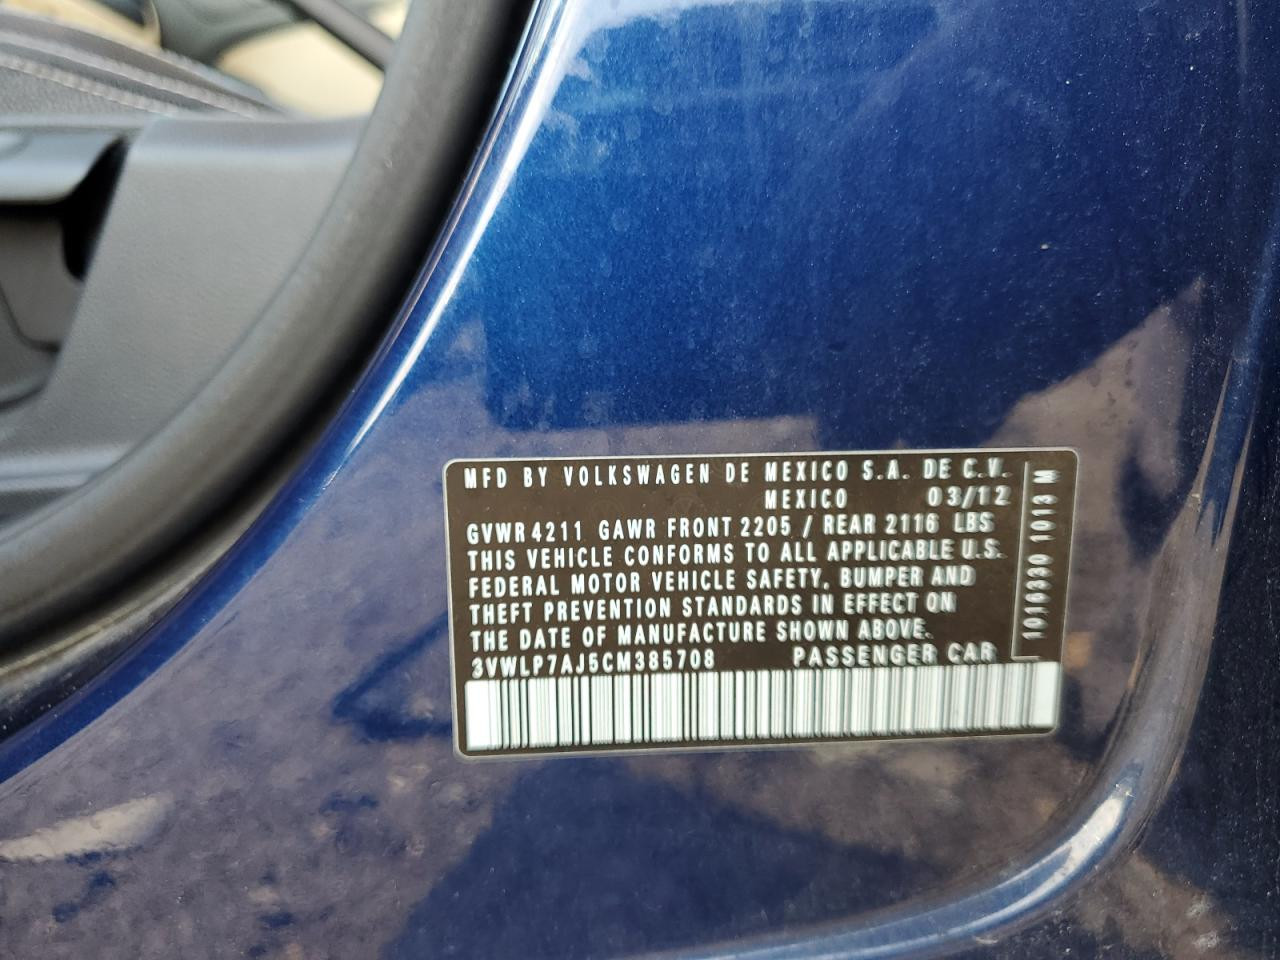 MFD BY VOLKSWAGEN DE MEXICO S.A. DE C.V.
MEXICO 03/12
GVWR 4211 GAWR FRONT 2205 / REAR 2116 LBS
THIS VEHICLE CONFORMS TO ALL APPLICABLE U.S.
FEDERAL MOTOR VEHICLE SAFETY, BUMPER AND
THEFT PREVENTION STANDARDS IN EFFECT ON
THE DATE OF MANUFACTURE SHOWN ABOVE.
3VWLP7AJ5CM385708 PASSENGER CAR
1016330 1013 M